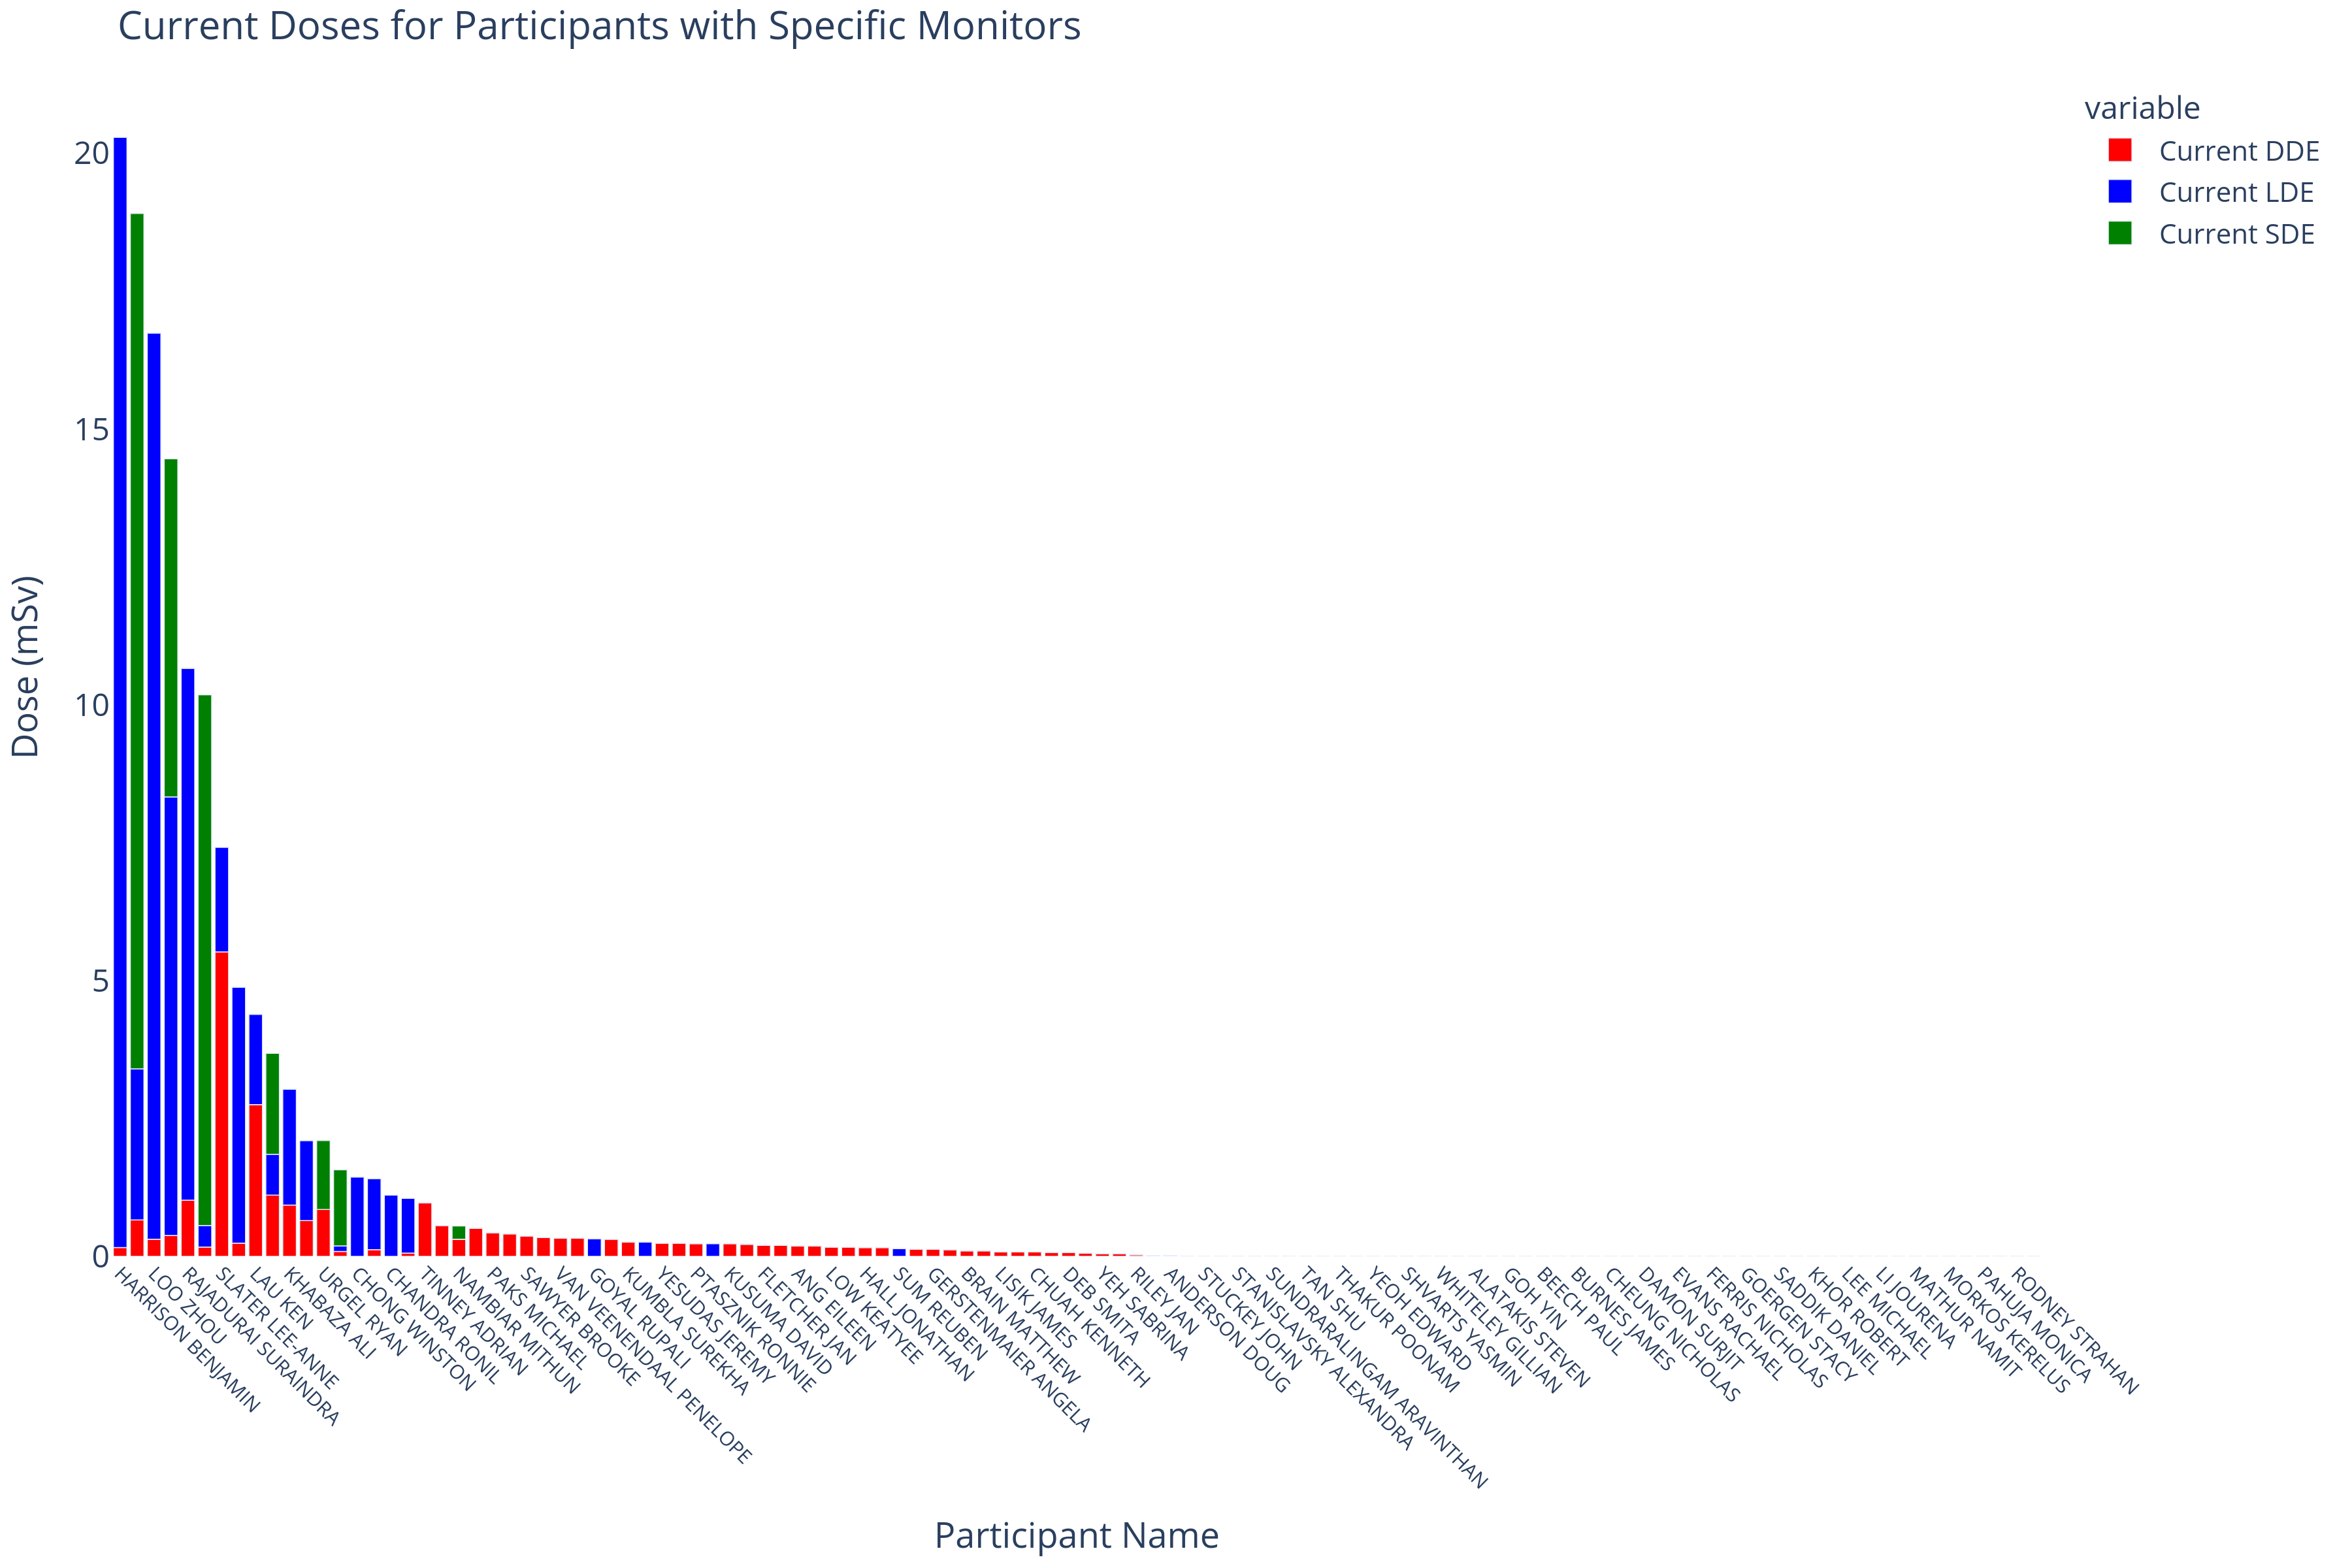 Current Doses for Participants with Specific Monitors
variable
Current DDE
Current LDE
Current SDE
Dose (mSv)
20
15
10
5
0
HARRISON BENJAMIN
LOO ZHOU
RAJADURAI SURAINDRA
SLATER LEE-ANNE
LAU KEN
KHABAZA ALI
URGEL RYAN
CHONG WINSTON
CHANDRA RONIL
TINNEY ADRIAN
NAMBIAR MITHUN
PAKS MICHAEL
SAWYER BROOKE
VAN VEENENDAAL PENELOPE
GOYAL RUPALI
KUMBLA SUREKHA
YESUDAS JEREMY
PTASZNIK RONNIE
KUSUMA DAVID
FLETCHER JAN
ANG EILEEN
LOW KEATYEE
HALL JONATHAN
SUM REUBEN
GERSTENMAIER ANGELA
BRAIN MATTHEW
LISIK JAMES
CHUAH KENNETH
DEB SMITA
YEH SABRINA
RILEY JAN
ANDERSON DOUG
STUCKEY JOHN
STANISLAVSKY ALEXANDRA
SUNDRARALINGAM ARAVINTHAN
TAN SHU
THAKUR POONAM
YEOH EDWARD
SHVARTS YASMIN
WHITELEY GILLIAN
ALATAKIS STEVEN
GOH YIN
BEECH PAUL
BURNES JAMES
CHEUNG NICHOLAS
DAMON SURJIT
EVANS RACHAEL
FERRIS NICHOLAS
GOERGEN STACY
SADDIK DANIEL
KHOR ROBERT
LEE MICHAEL
LI JOURENA
MATHUR NAMIT
MORKOS KERELUS
PAHUJA MONICA
RODNEY STRAHAN
Participant Name